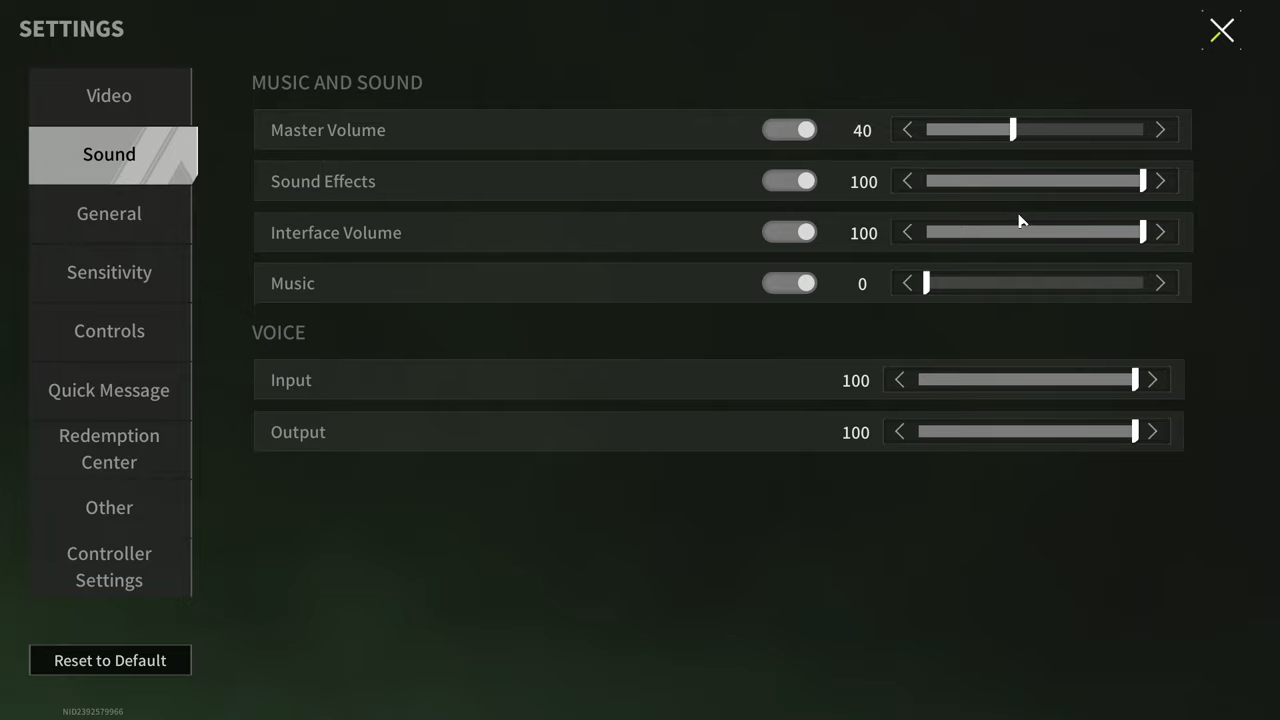 SETTINGS
Video
Sound
General
Sensitivity
Controls
Quick Message
Redemption
Center
Other
Controller
Settings
Reset to Default
NID2392579966
MUSIC AND SOUND
Master Volume 40
Sound Effects 100
Interface Volume 100
Music 0
VOICE
Input 100
Output 100